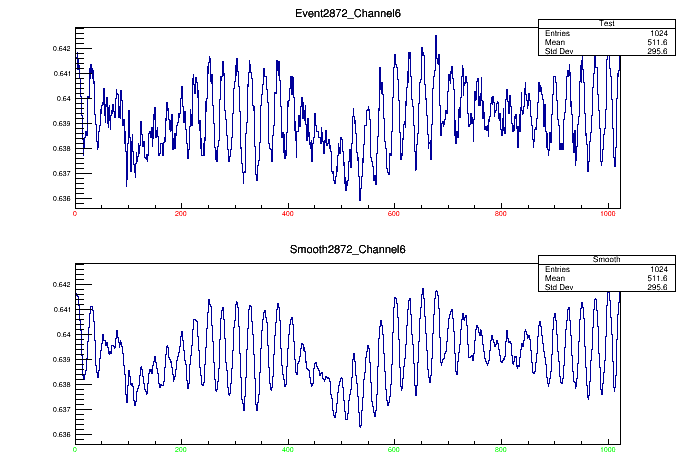 Event2872_Channel6
Test
Entries 1024
Mean 511.6
Std Dev 295.6
0.642
0.641
0.64
0.639
0.638
0.637
0.636
0 200 400 600 800 1000
Smooth2872_Channel6
Smooth
Entries 1024
Mean 511.6
Std Dev 295.6
0.642
0.641
0.64
0.639
0.638
0.637
0.636
0 200 400 600 800 1000